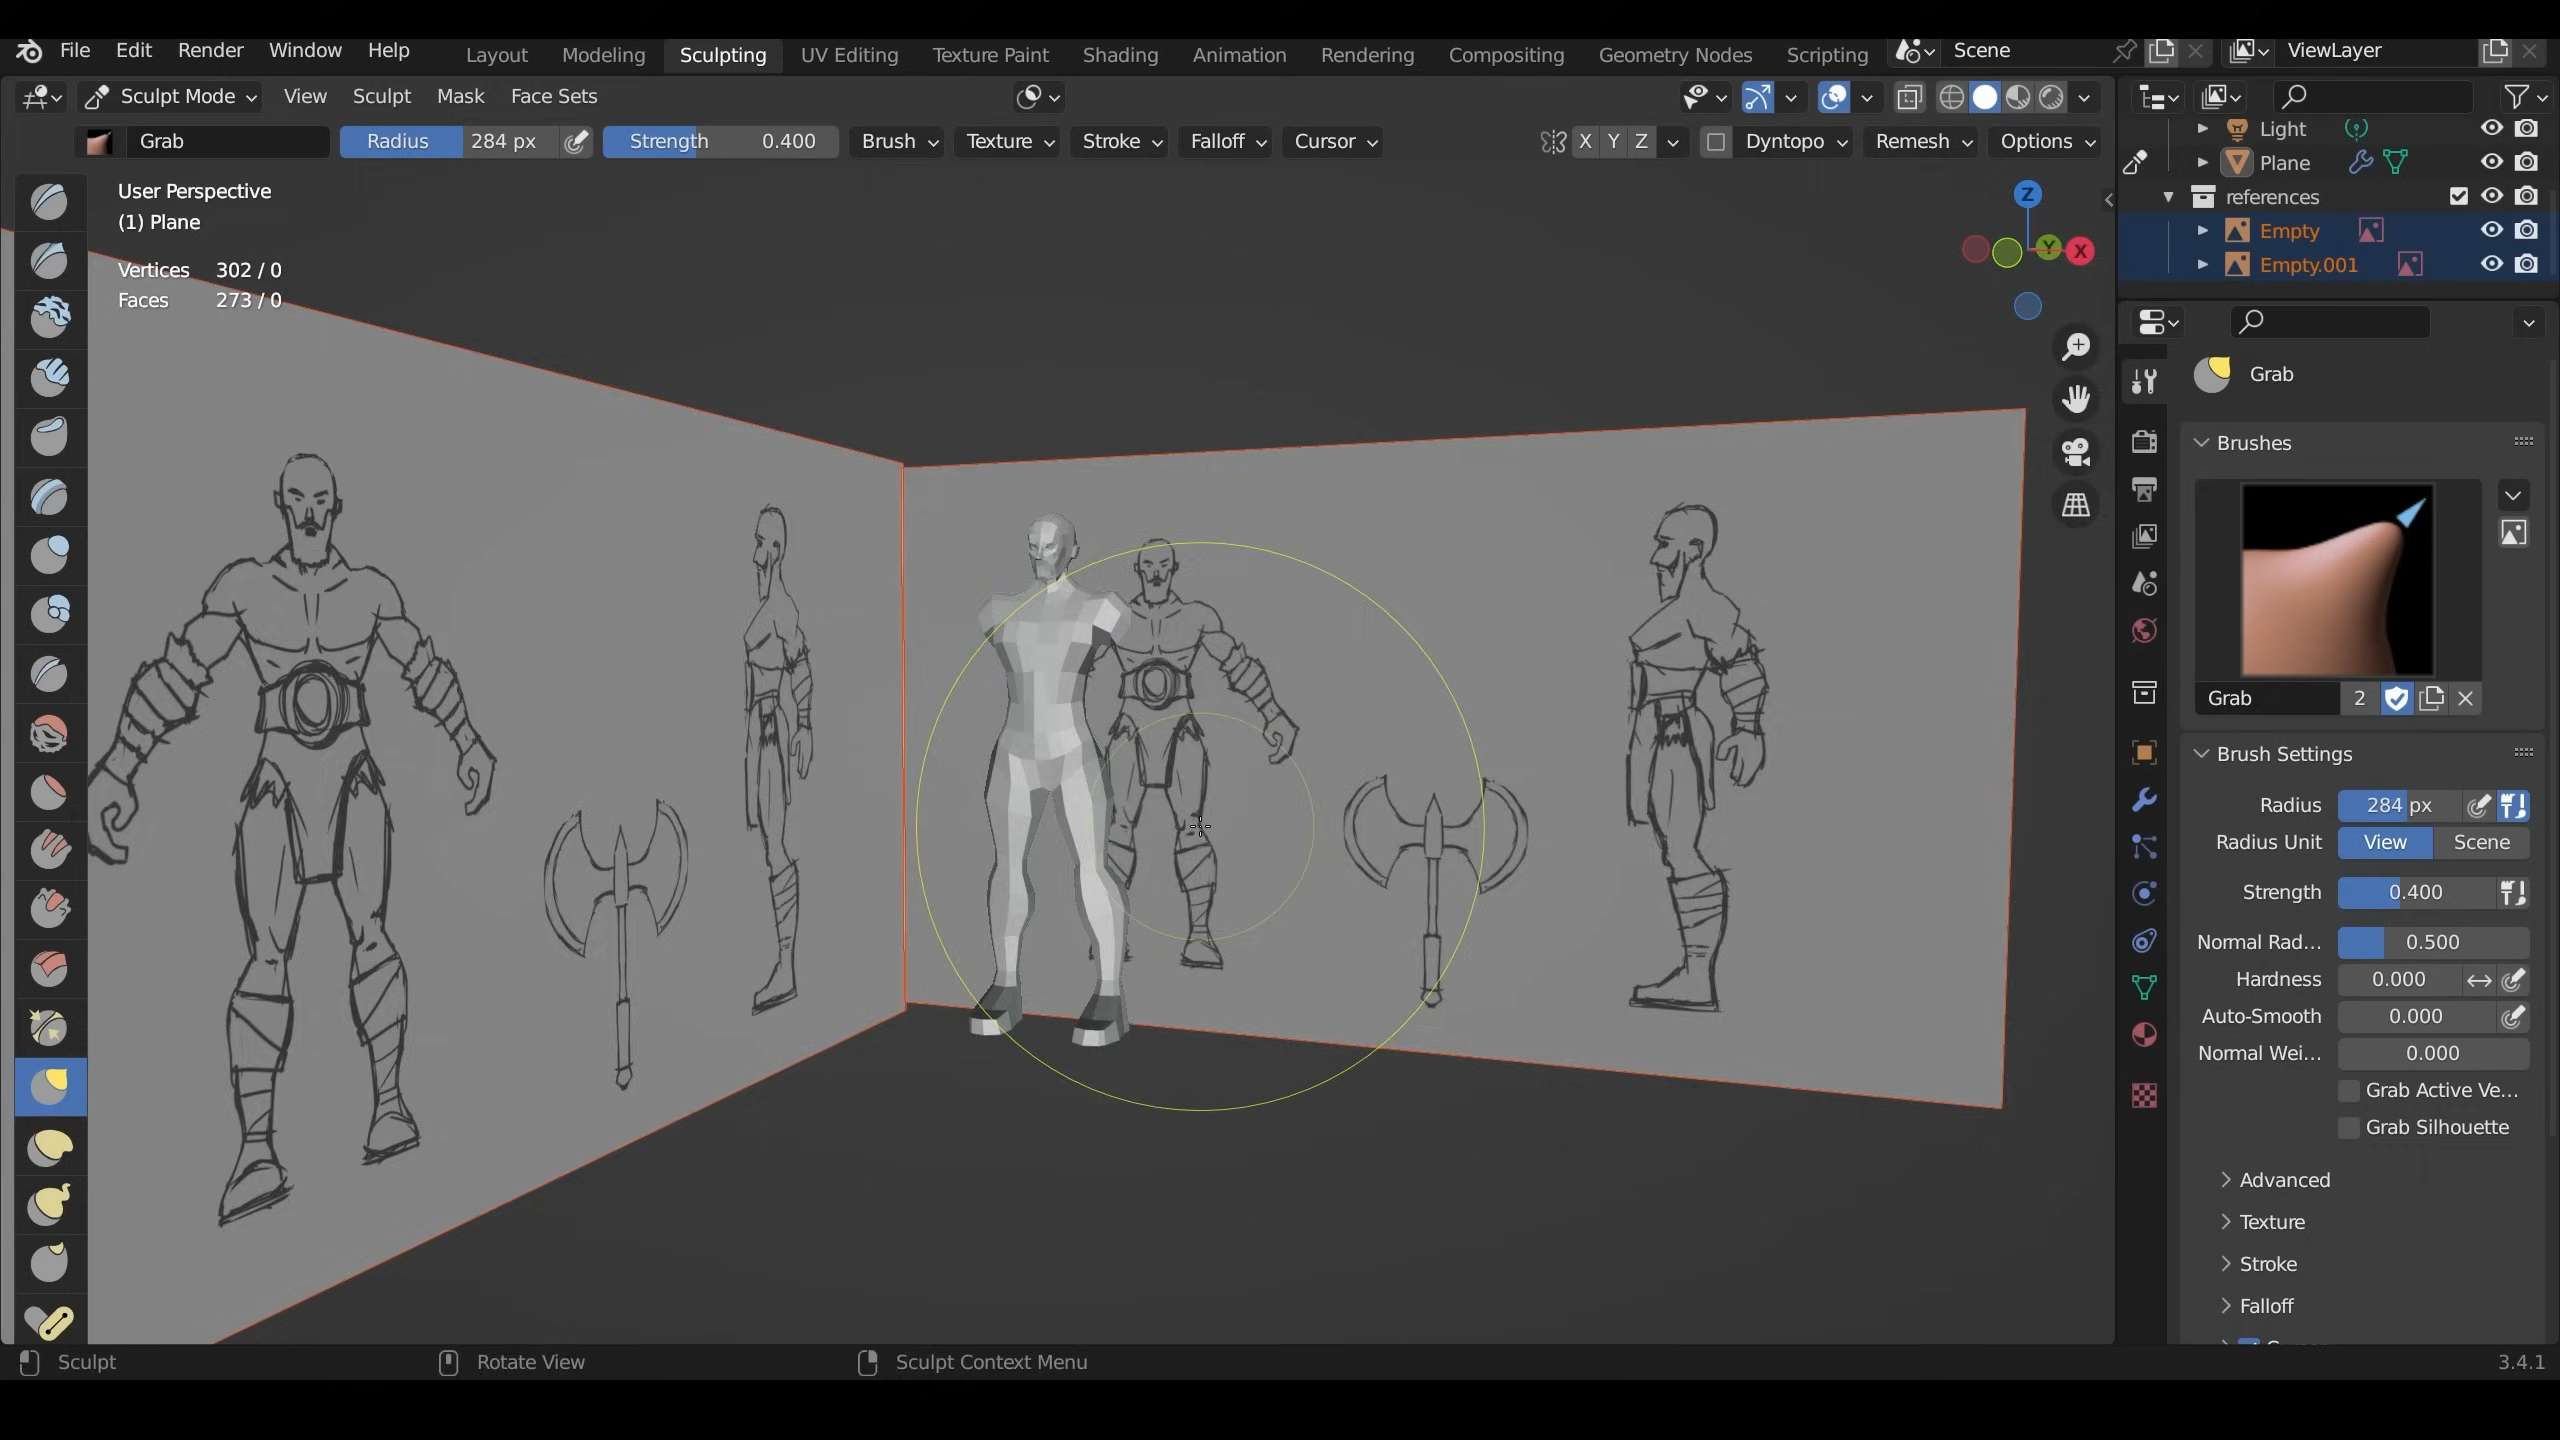 File Edit Render Window Help Layout Modeling Sculpting UV Editing Texture Paint Shading Animation Rendering Compositing Geometry Nodes Scripting Scene ViewLayer
Sculpt Mode View Sculpt Mask Face Sets
Grab Radius 284 px Strength 0.400 Brush Texture Stroke Falloff Cursor X Y Z Dyntopo Remesh Options
User Perspective
(1) Plane
Vertices 302 / 0
Faces 273 / 0
Z
Y
X
Light
Plane
references
Empty
Empty.001
Grab
Brushes
Grab 2
Brush Settings
Radius 284 px
Radius Unit View Scene
Strength 0.400
Normal Rad... 0.500
Hardness 0.000
Auto-Smooth 0.000
Normal Wei... 0.000
Grab Active Ve...
Grab Silhouette
Advanced
Texture
Stroke
Falloff
Sculpt Rotate View Sculpt Context Menu 3.4.1